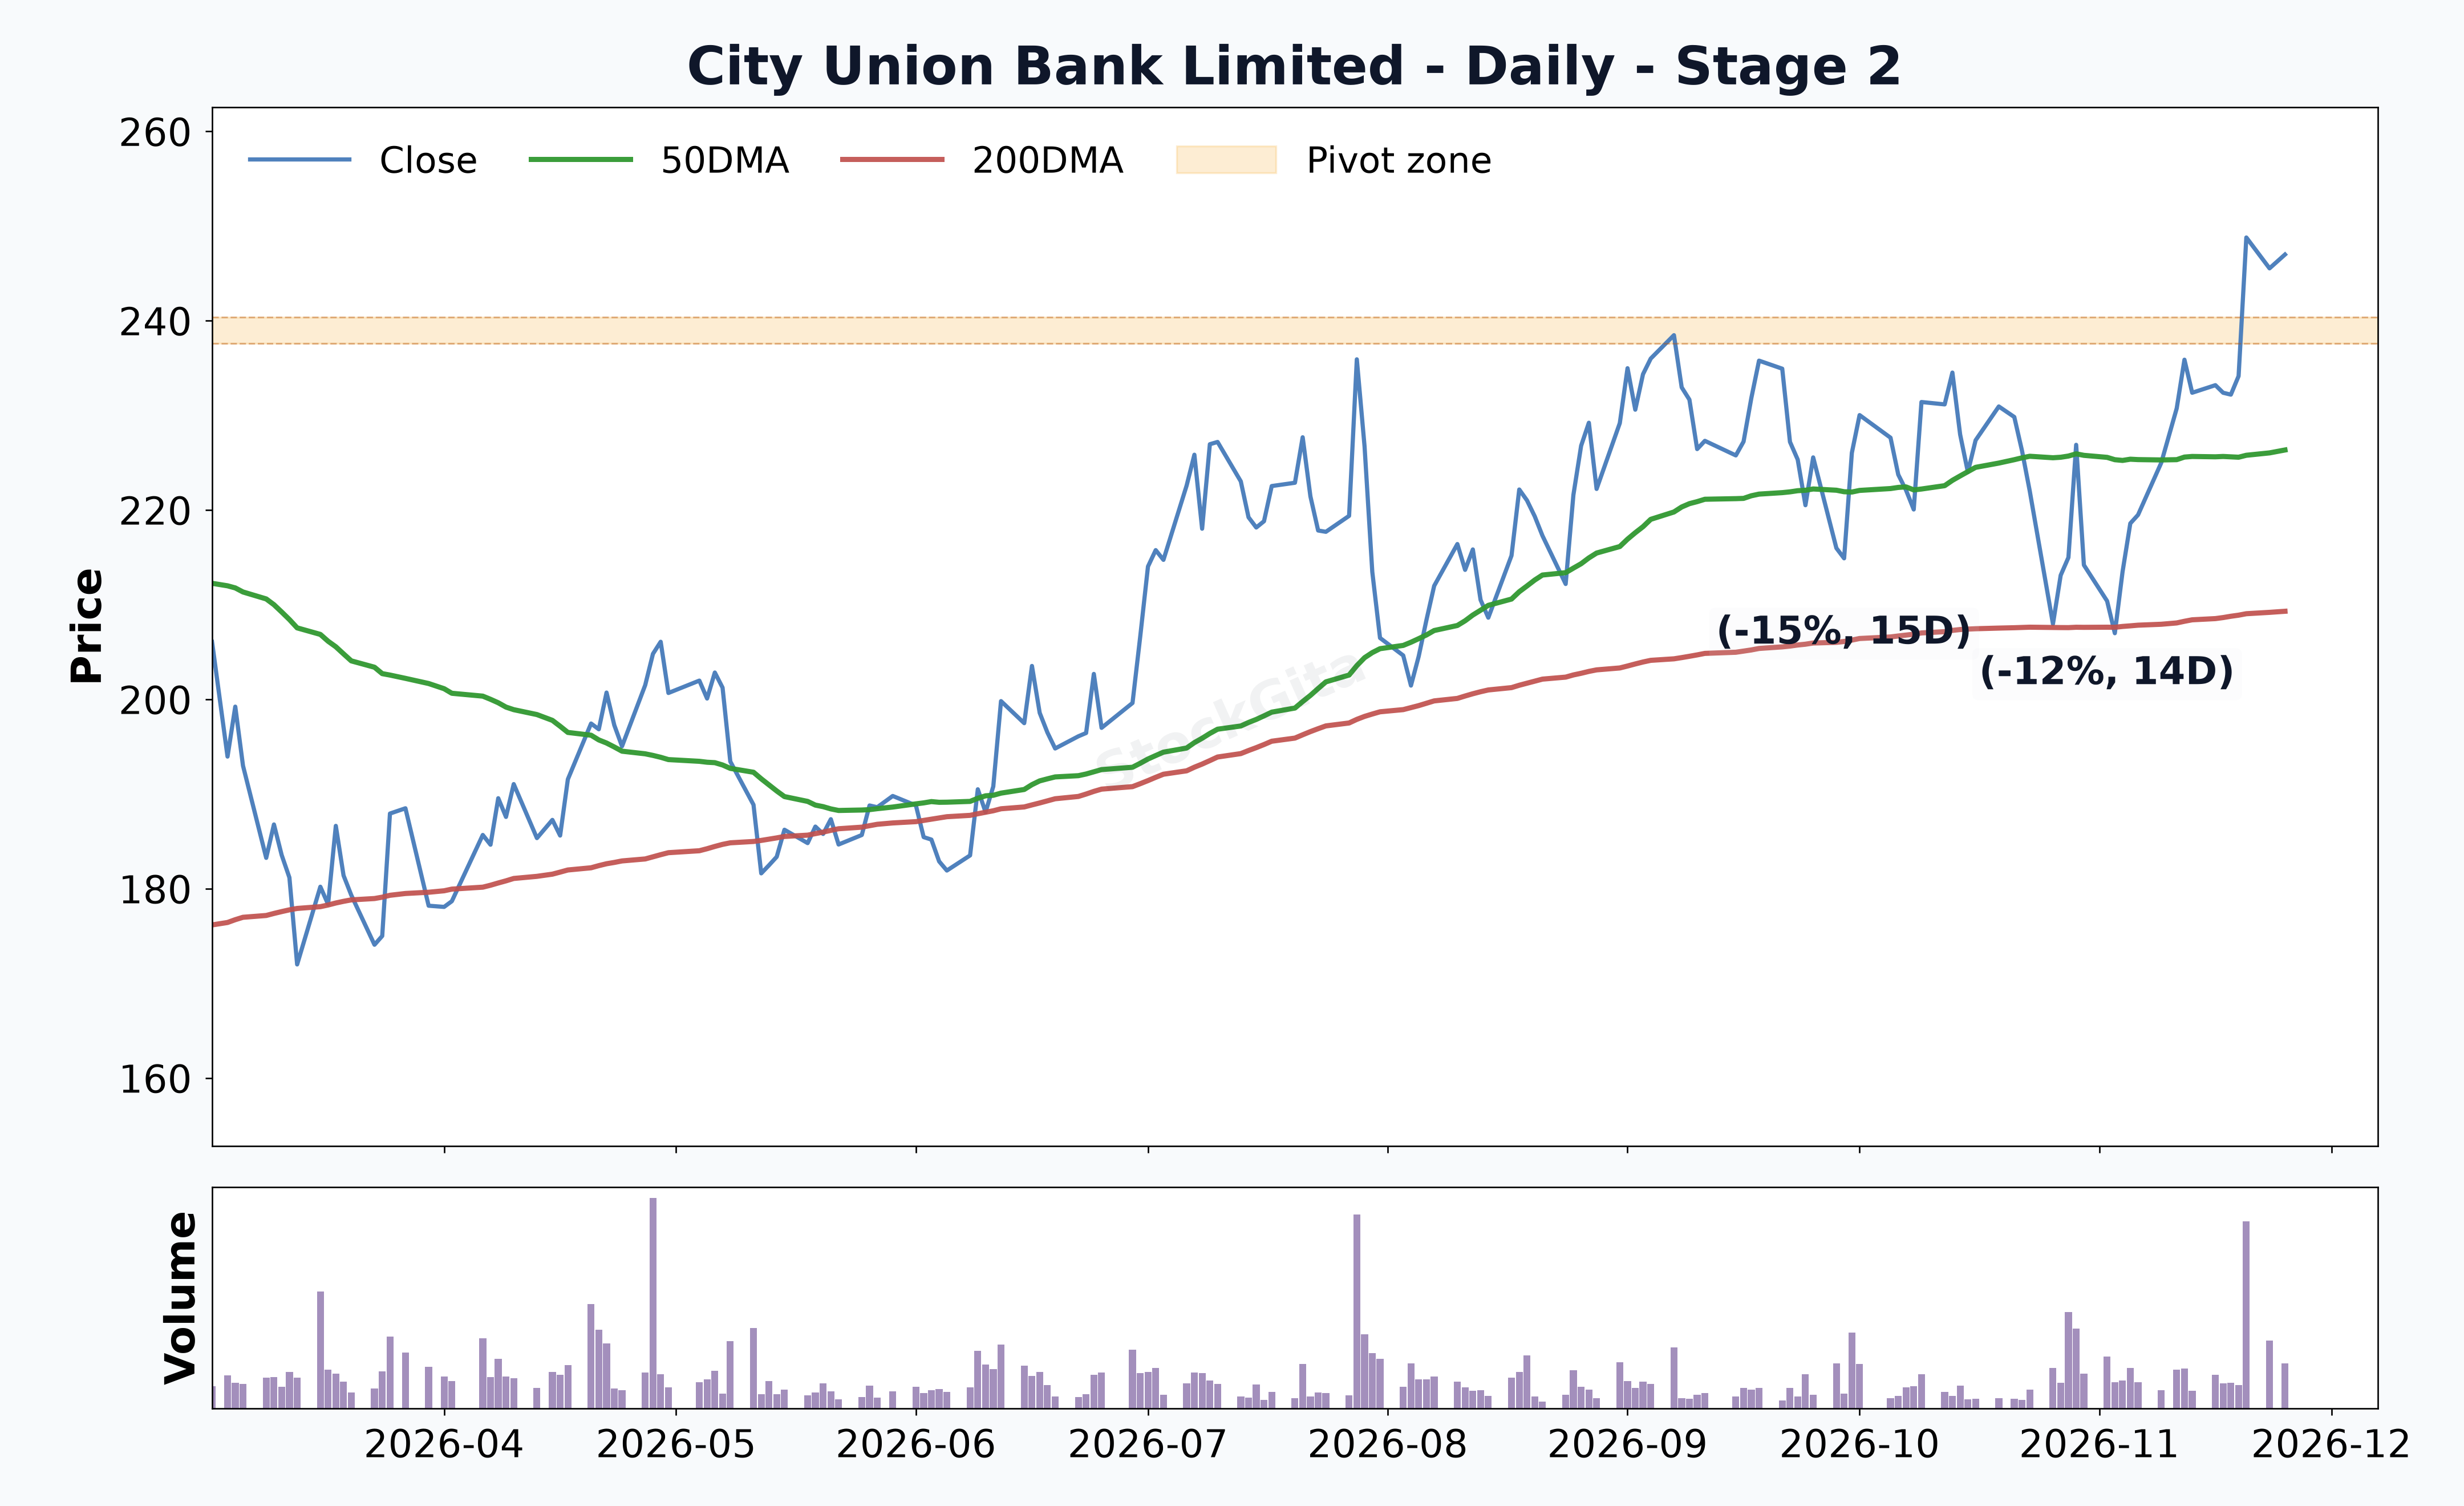 City Union Bank Limited - Daily - Stage 2
Close 50DMA 200DMA Pivot zone
260
240
220
200
180
160
Price
(-15%, 15D)
(-12%, 14D)
StockGita
Volume
2026-04 2026-05 2026-06 2026-07 2026-08 2026-09 2026-10 2026-11 2026-12